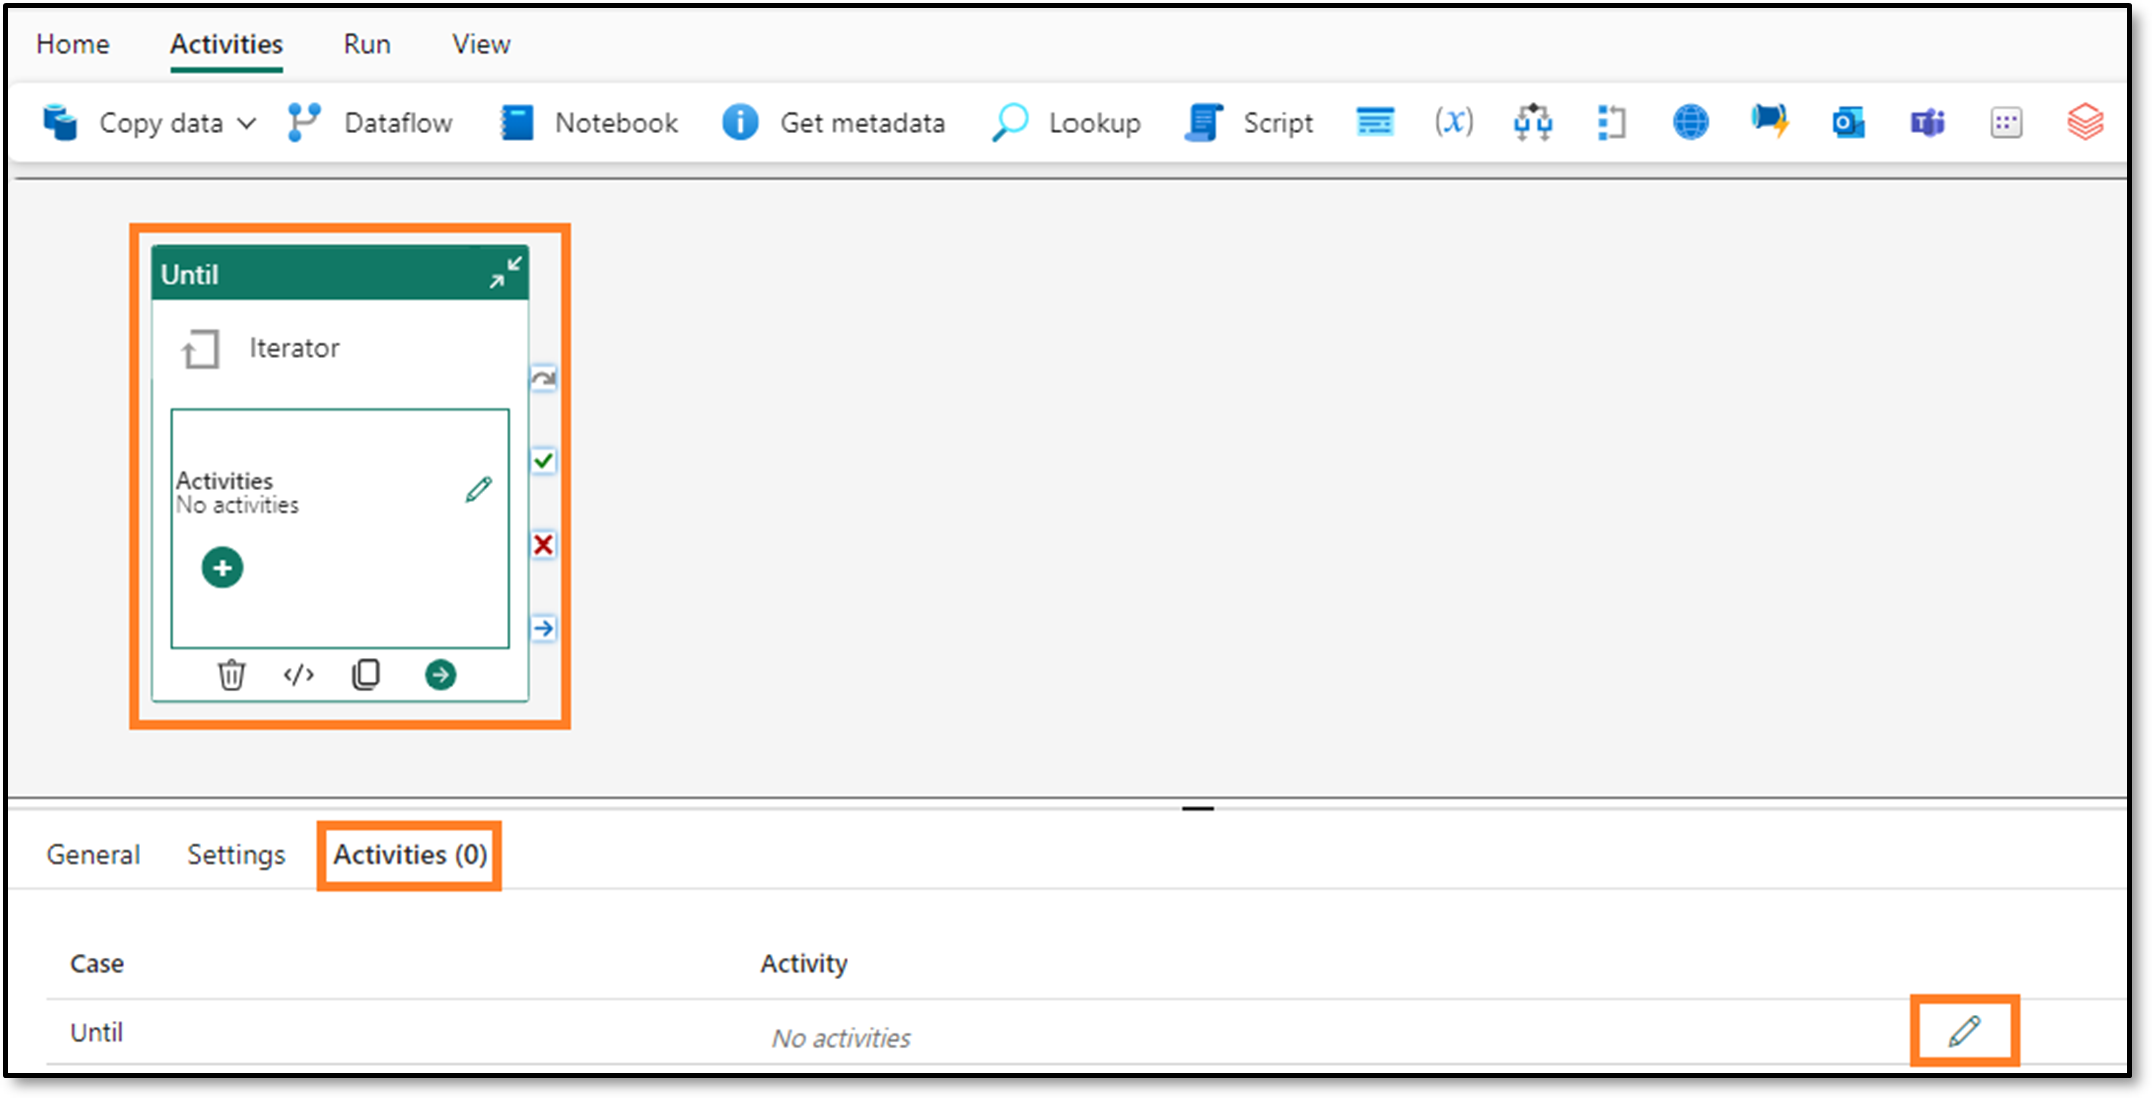 Home Activities Run View
Copy data Dataflow Notebook Get metadata Lookup Script (x)
Until
Iterator
Activities
No activities
General Settings Activities (0)
Case Activity
Until No activities